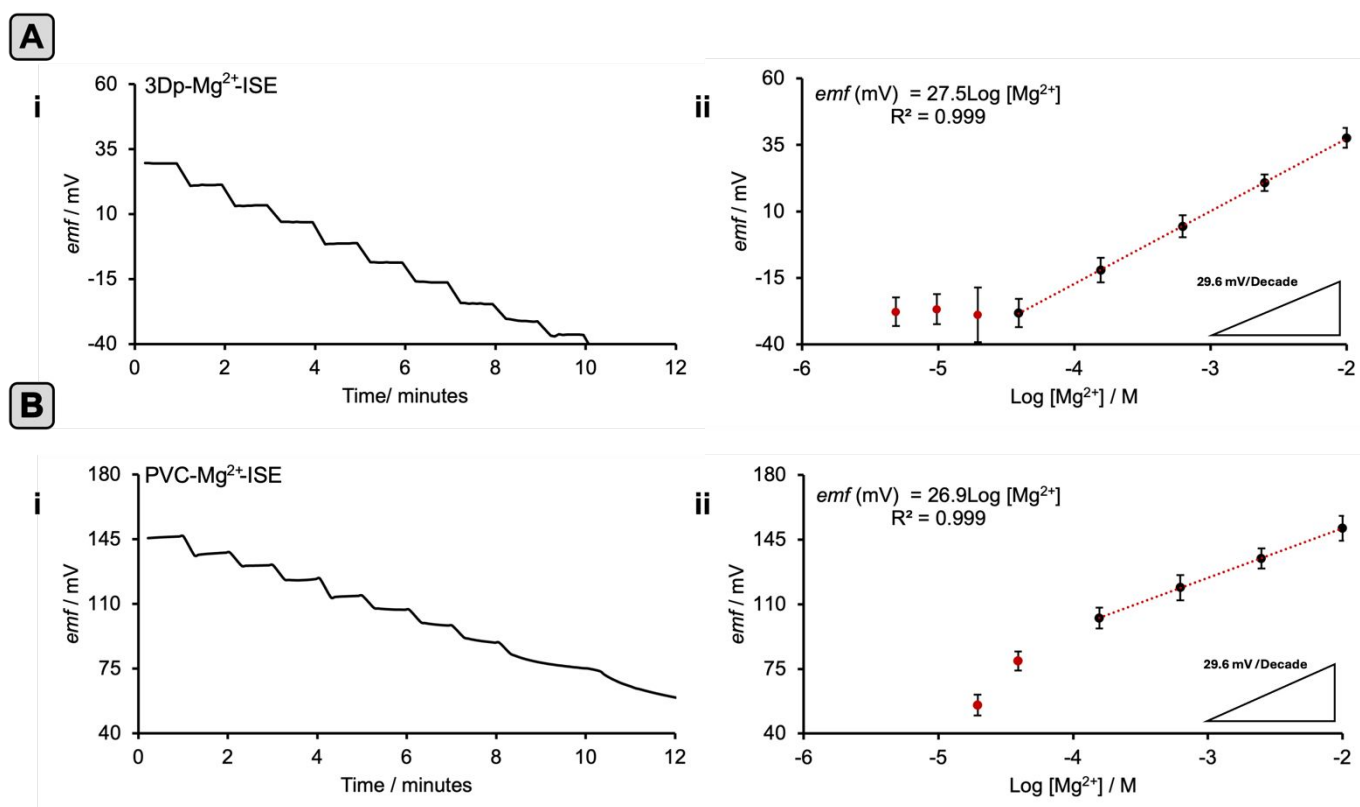 A
i
3Dp-Mg²⁺-ISE
60
35
10
-15
-40
emf / mV
0
2
4
6
8
10
12
Time/ minutes
ii
emf (mV) = 27.5Log [Mg²⁺]
R² = 0.999
60
35
10
-15
-40
emf / mV
29.6 mV/Decade
-6
-5
-4
-3
-2
Log [Mg²⁺] / M
B
i
PVC-Mg²⁺-ISE
180
145
110
75
40
emf / mV
0
2
4
6
8
10
12
Time / minutes
ii
emf (mV) = 26.9Log [Mg²⁺]
R² = 0.999
180
145
110
75
40
emf / mV
29.6 mV/Decade
-6
-5
-4
-3
-2
Log [Mg²⁺] / M